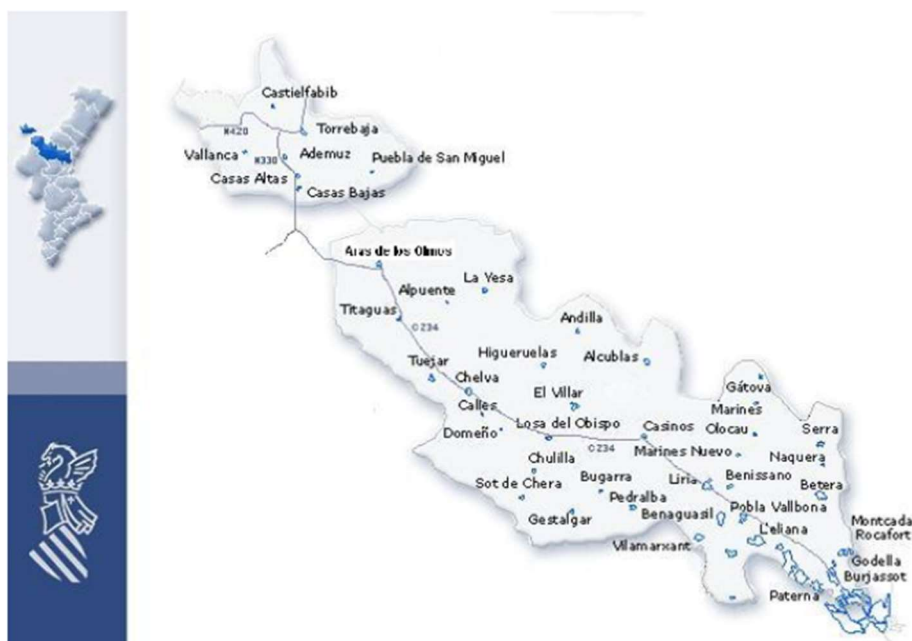 Castielfabib
N420
Torrebaja
Vallanca
N330
Ademuz
Puebla de San Miguel
Casas Altas
Casas Bajas
Aras de los Olmos
La Yesa
Alpuente
Titaguas
C234
Andilla
Higueruelas
Alcublas
Tuejar
Chelva
Gátova
El Villar
Marines
Calles
Losa del Obispo
Casinos
Olocau
Serra
Domeño
C234
Marines Nuevo
Naquera
Chulilla
Liria
Benissano
Betera
Sot de Chera
Bugarra
Pedralba
Benaguasil
Pobla Vallbona
Gestalgar
L'eliana
Montcada
Rocafort
Vilamarxant
Godella
Burjassot
Paterna